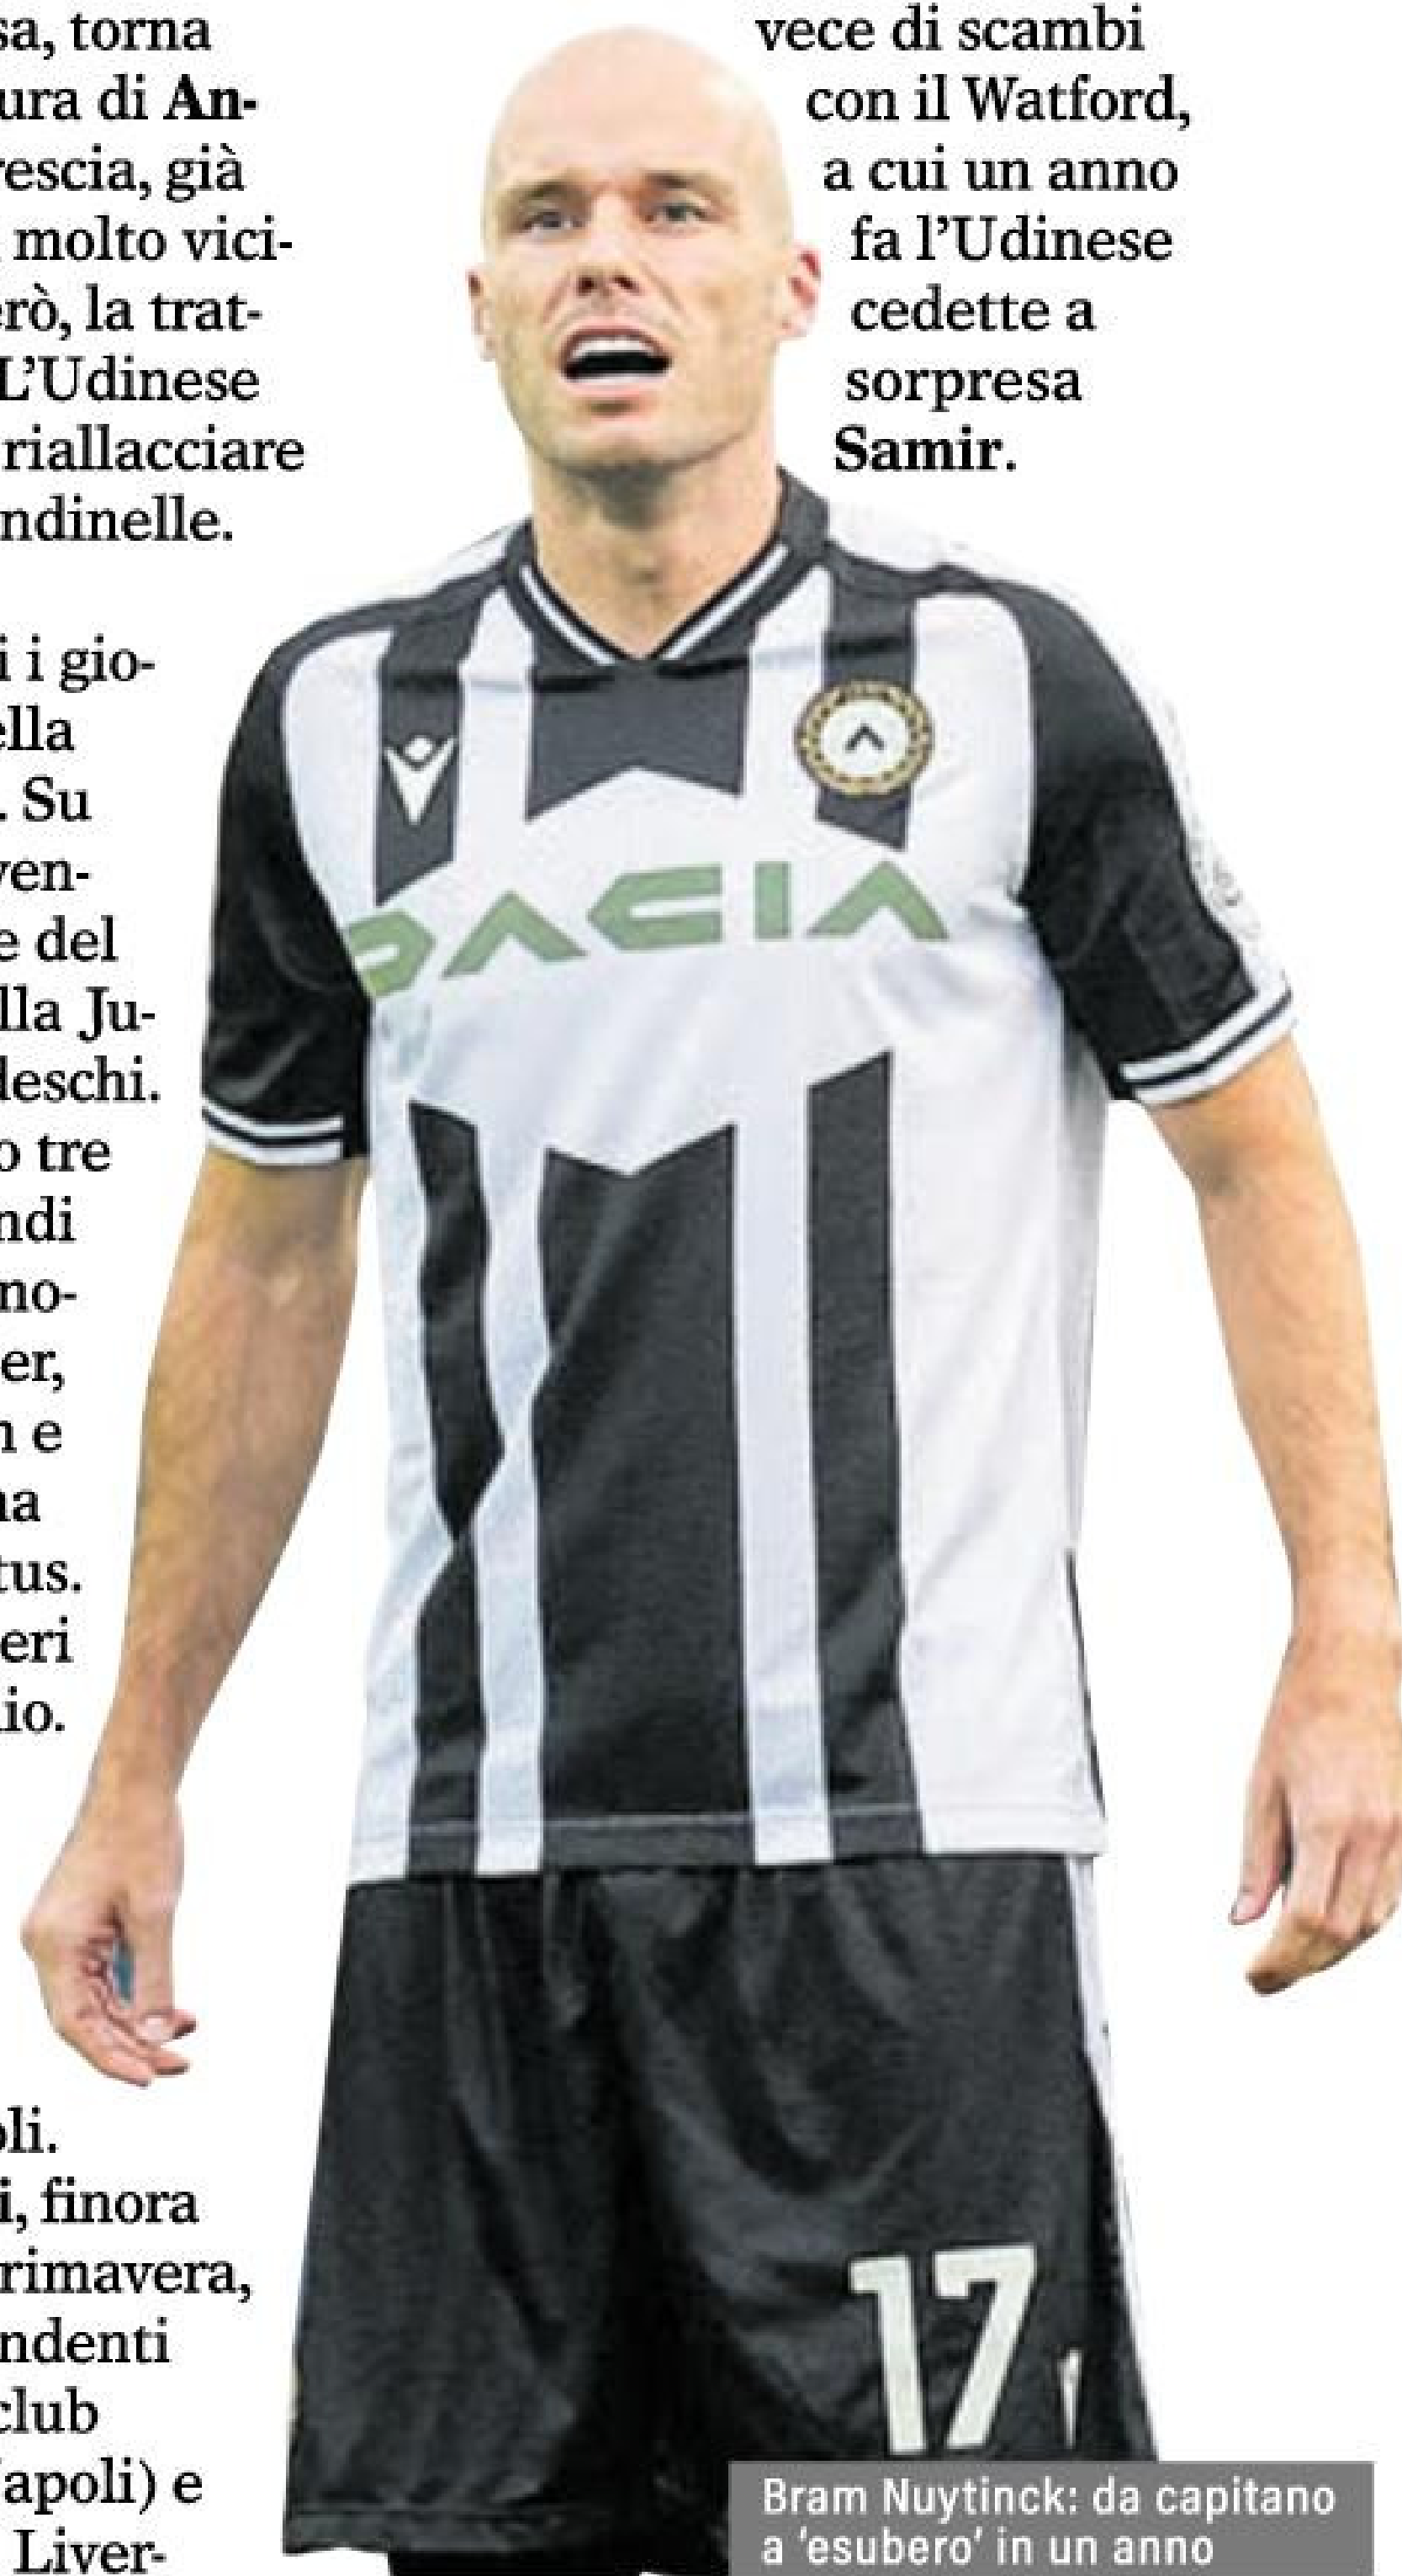 sa, torna
ura di An-
rescia, già
molto vici-
erò, la trat-
L'Udinese
riallacciare
ndinelle.
i i gio-
ella
. Su
ven-
e del
lla Ju-
deschi.
o tre
ndi
no-
er,
n e
na
tus.
eri
io.
oli.
i, finora
rimavera,
ndenti
club
apoli) e
Liver-
vece di scambi
con il Watford,
a cui un anno
fa l'Udinese
cedette a
sorpresa
Samir.
DACIA
17
Bram Nuytinck: da capitano
a 'esubero' in un anno